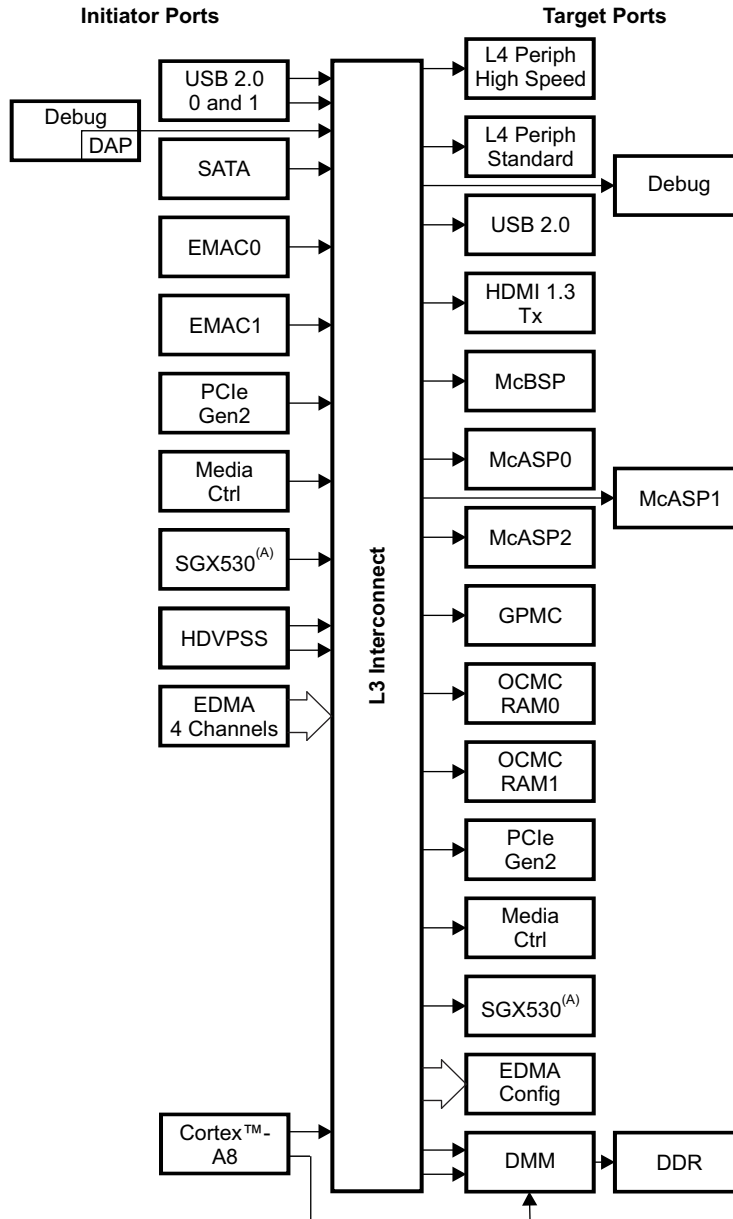 Initiator Ports
Target Ports
USB 2.0
0 and 1
Debug
DAP
SATA
EMAC0
EMAC1
PCIe
Gen2
Media
Ctrl
SGX530(A)
HDVPSS
EDMA
4 Channels
Cortex™-
A8
L3 Interconnect
L4 Periph
High Speed
L4 Periph
Standard
Debug
USB 2.0
HDMI 1.3
Tx
McBSP
McASP0
McASP1
McASP2
GPMC
OCMC
RAM0
OCMC
RAM1
PCIe
Gen2
Media
Ctrl
SGX530(A)
EDMA
Config
DMM
DDR